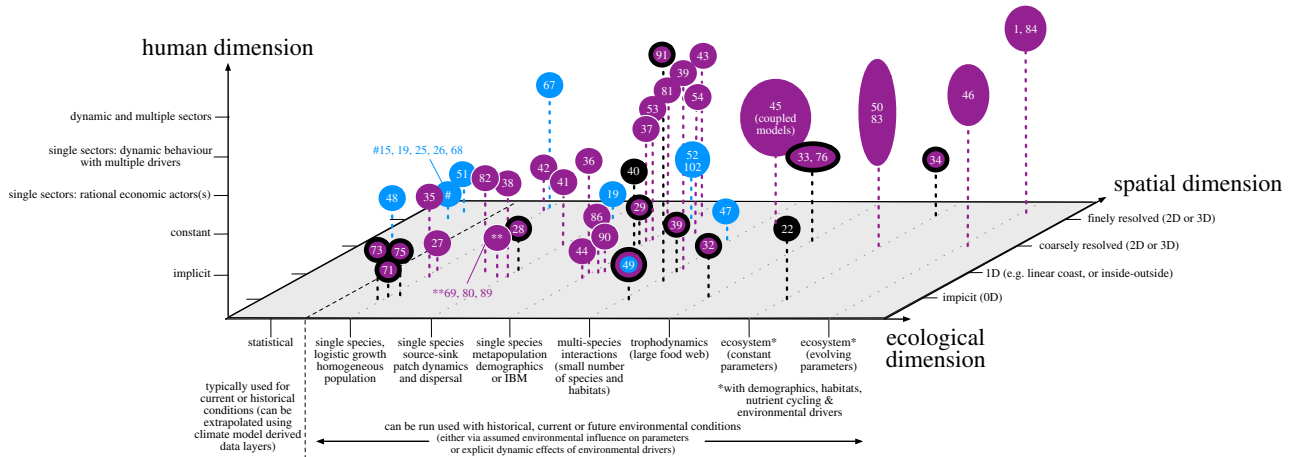 human dimension
dynamic and multiple sectors
single sectors: dynamic behaviour
with multiple drivers
single sectors: rational economic actors(s)
constant
implicit
#15, 19, 25, 26, 68
**69, 80, 89
1, 84
91
43
39
67
81
54
53
37
45
(coupled
models)
50
83
46
52
102
33, 76
34
36
42
40
51
82
38
41
48
35
#
19
29
47
86
39
28
22
27
**
90
32
73
75
44
71
49
spatial dimension
finely resolved (2D or 3D)
coarsely resolved (2D or 3D)
1D (e.g. linear coast, or inside-outside)
impicit (0D)
ecological
dimension
statistical
single species,
logistic growth
homogeneous
population
single species
source-sink
patch dynamics
and dispersal
single species
metapopulation
demographics
or IBM
multi-species
interactions
(small number
of species and
habitats)
trophodynamics
(large food web)
ecosystem*
(constant
parameters)
ecosystem*
(evolving
parameters)
*with demographics, habitats,
nutrient cycling &
environmental drivers
typically used for
current or historical
conditions (can be
extrapolated using
climate model derived
data layers)
can be run used with historical, current or future environmental conditions
(either via assumed environmental influence on parameters
or explicit dynamic effects of environmental drivers)